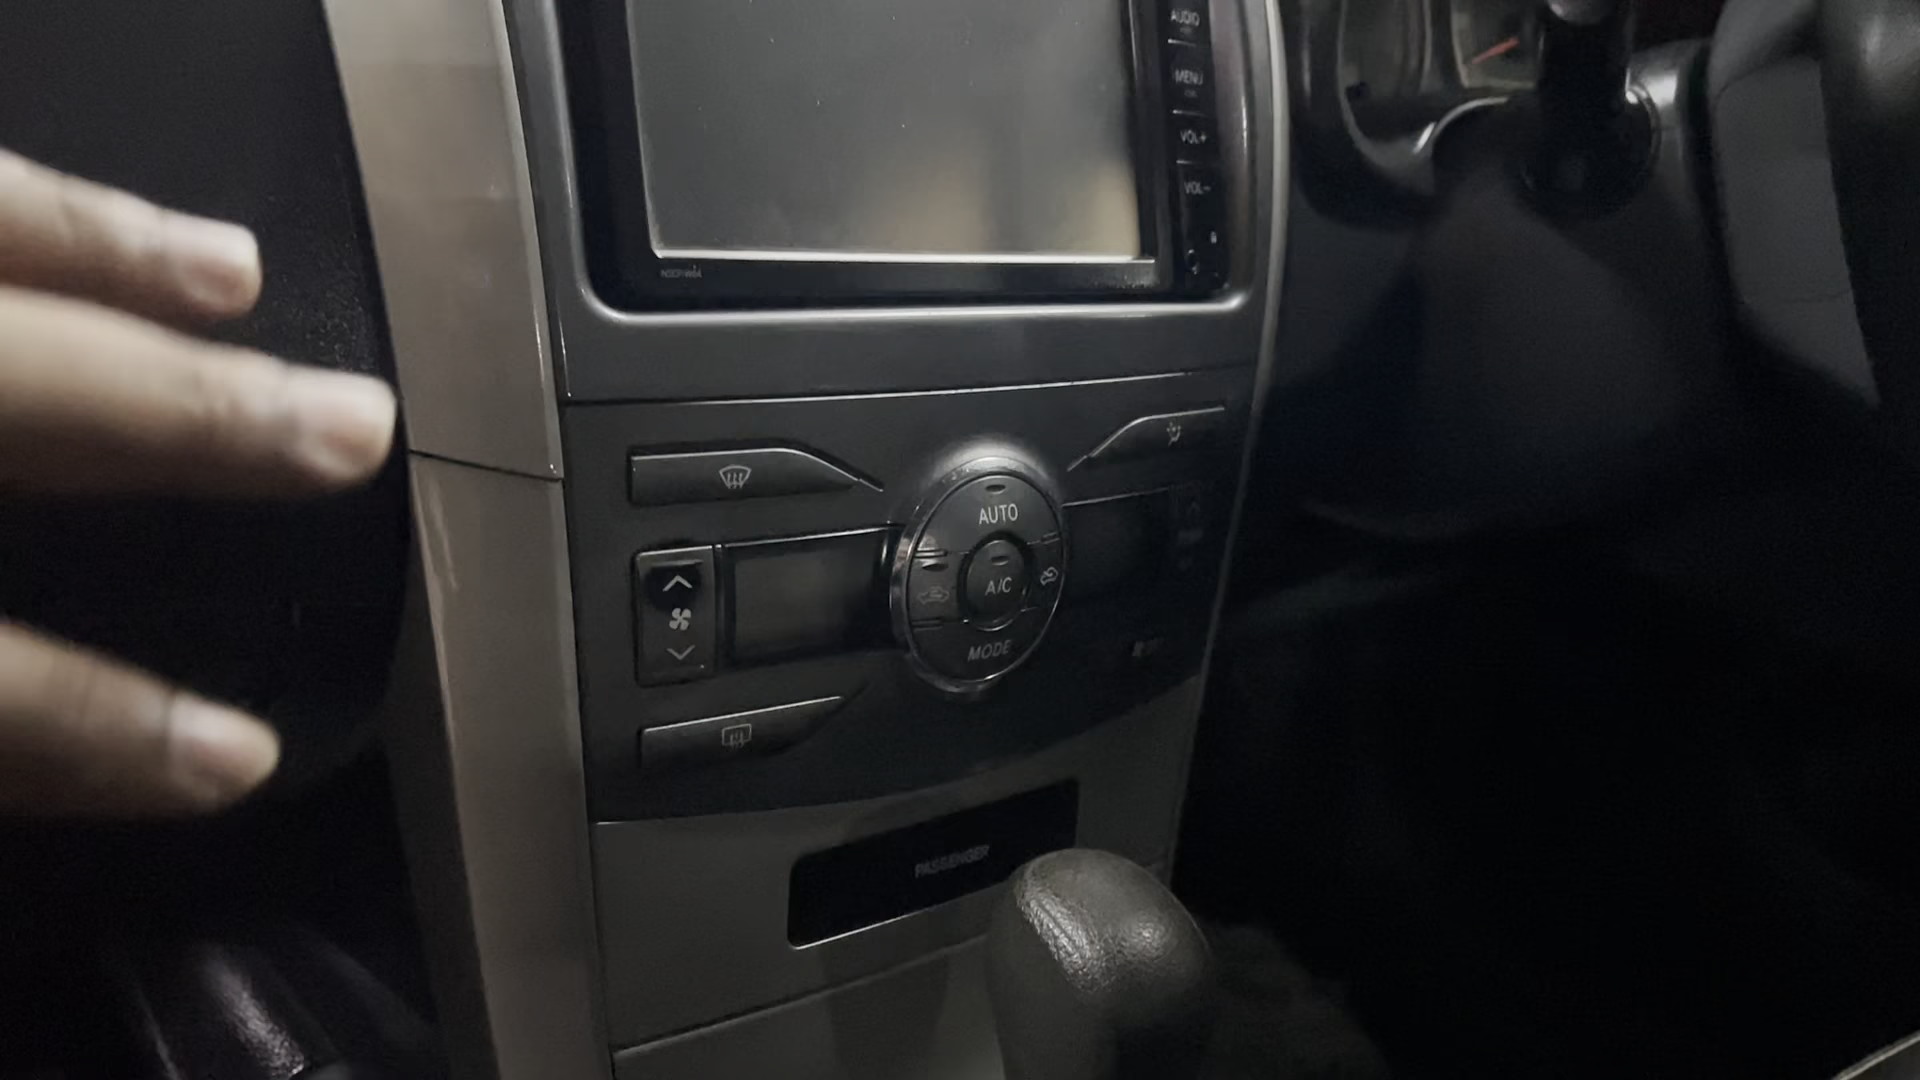 AUDIO
MENU
VOL+
VOL-
AUTO
A/C
MODE
PASSENGER